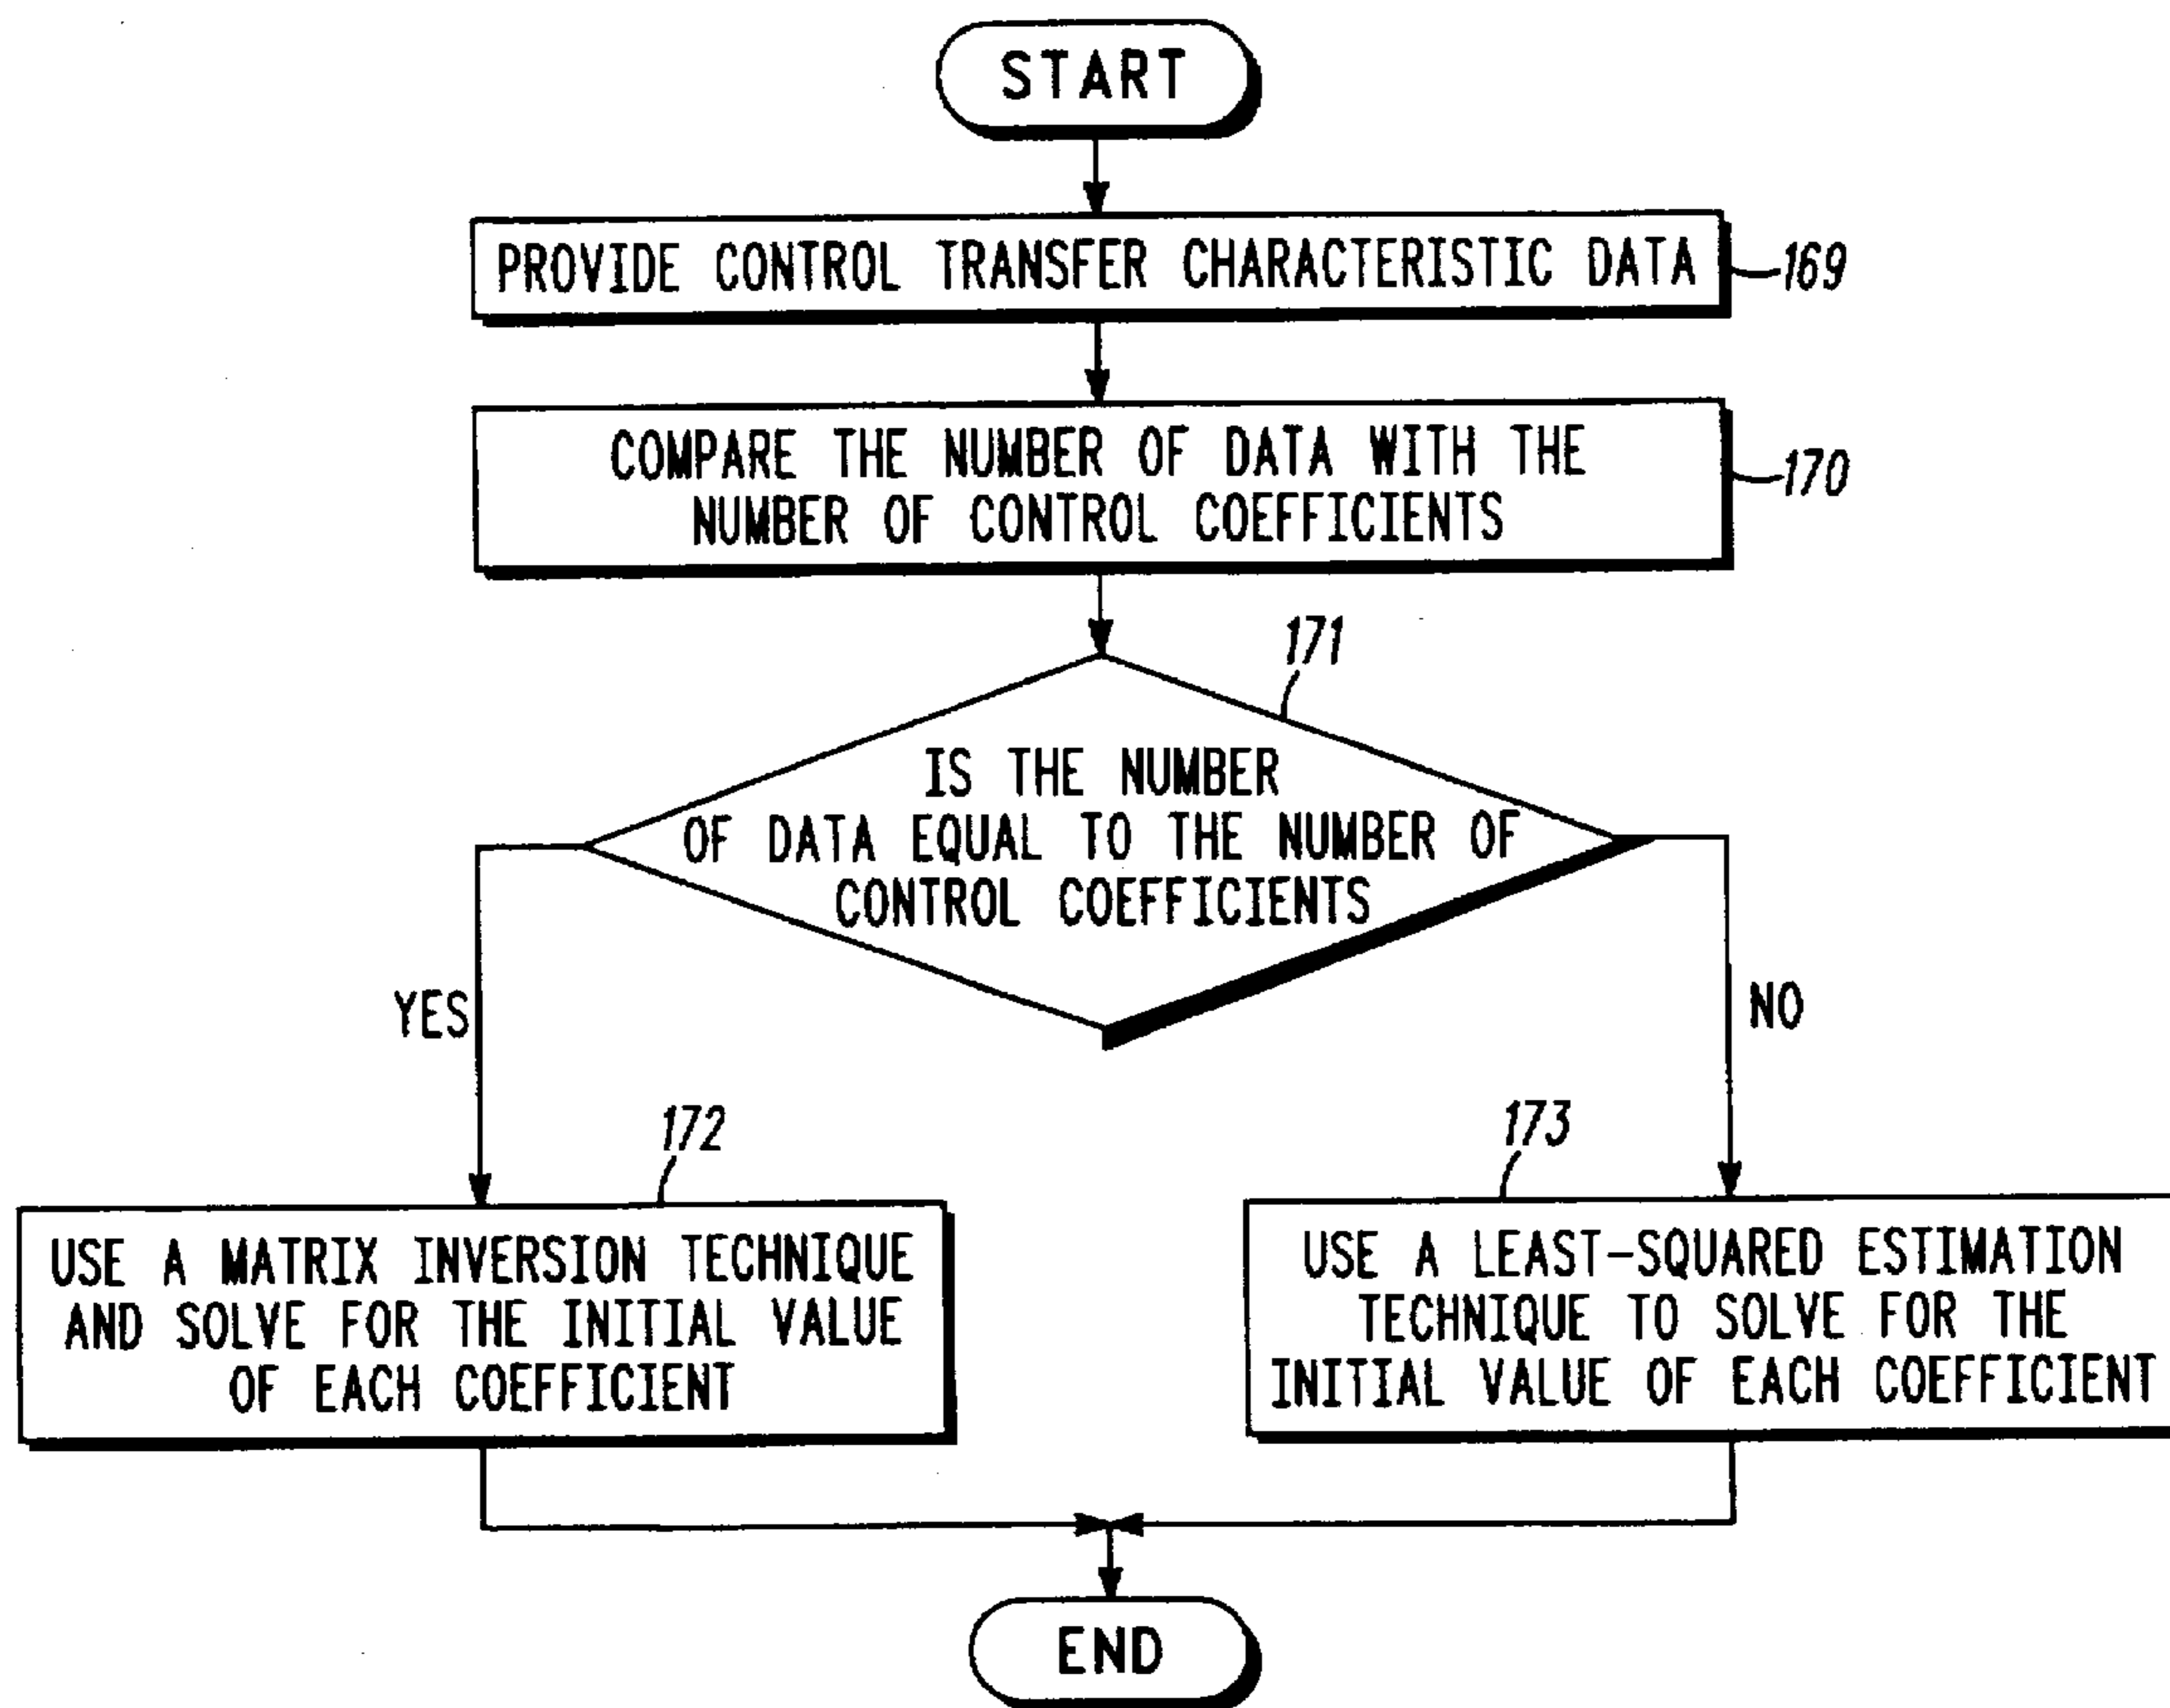 START
PROVIDE CONTROL TRANSFER CHARACTERISTIC DATA
169
COMPARE THE NUMBER OF DATA WITH THE
NUMBER OF CONTROL COEFFICIENTS
170
171
IS THE NUMBER
OF DATA EQUAL TO THE NUMBER OF
CONTROL COEFFICIENTS
YES
NO
172
USE A MATRIX INVERSION TECHNIQUE
AND SOLVE FOR THE INITIAL VALUE
OF EACH COEFFICIENT
173
USE A LEAST-SQUARED ESTIMATION
TECHNIQUE TO SOLVE FOR THE
INITIAL VALUE OF EACH COEFFICIENT
END